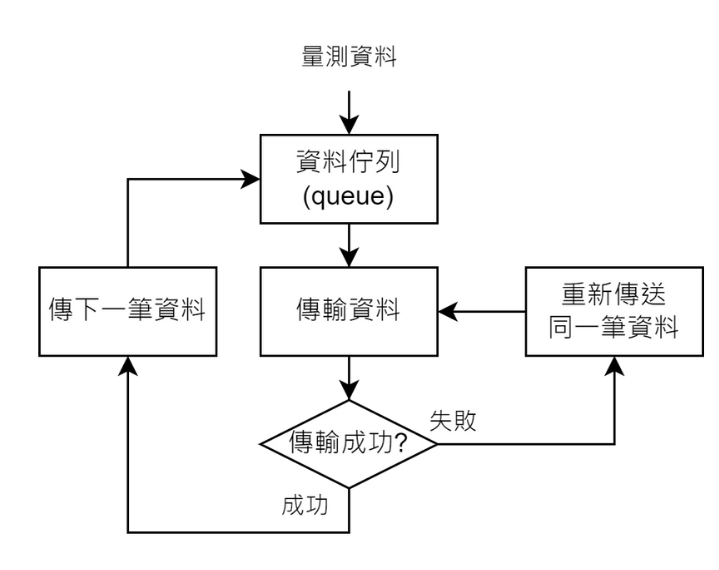 量測資料
資料佇列
(queue)
傳下一筆資料
傳輸資料
重新傳送
同一筆資料
傳輸成功?
失敗
成功